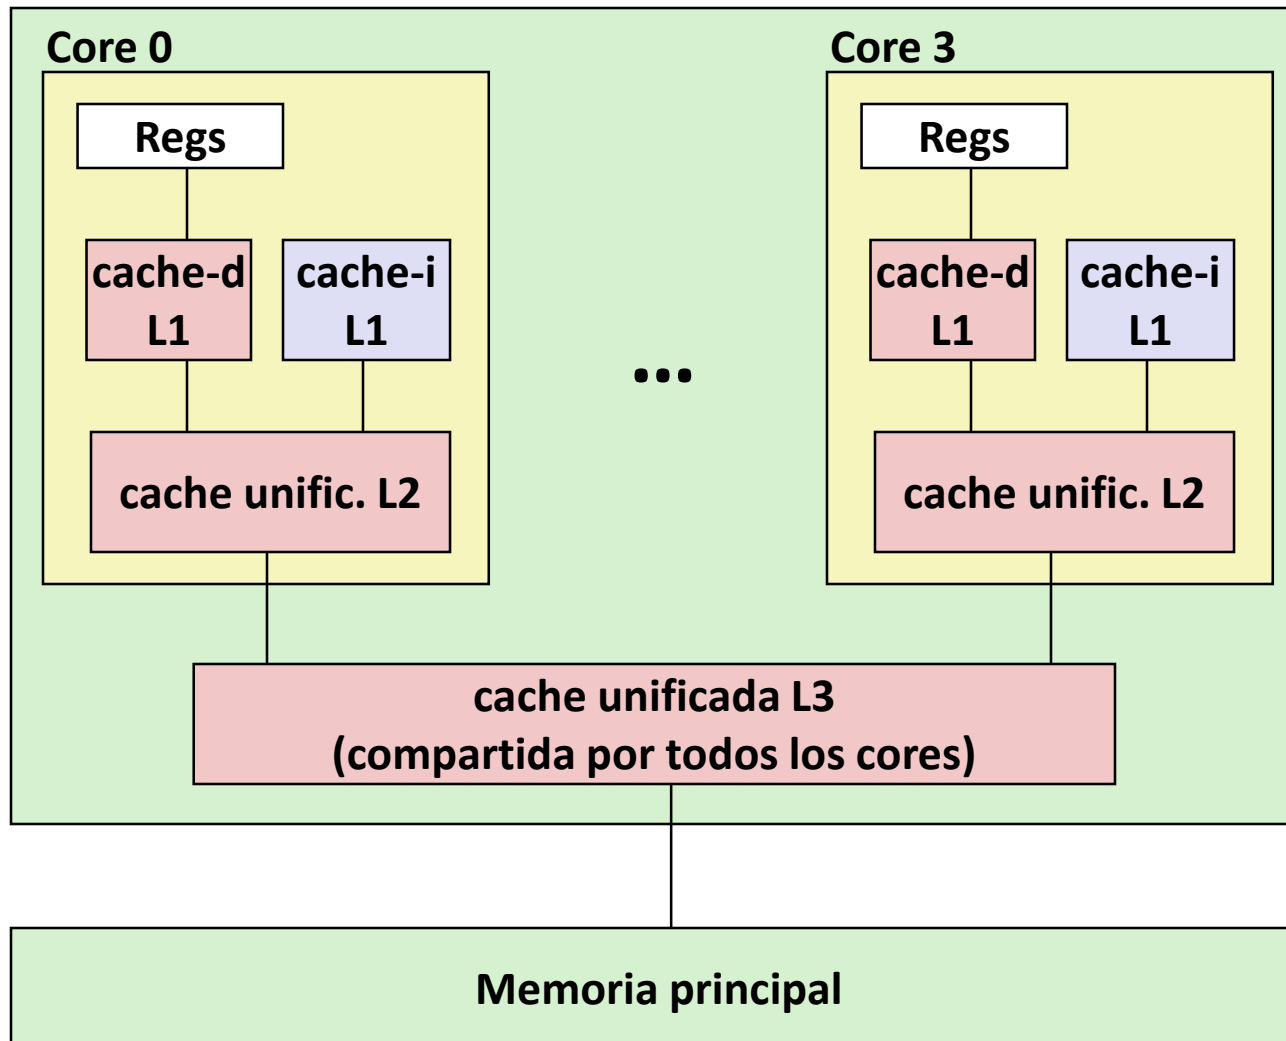 Core 0
Core 3
Regs
Regs
cache-d
L1
cache-i
L1
...
cache-d
L1
cache-i
L1
cache unific. L2
cache unific. L2
cache unificada L3
(compartida por todos los cores)
Memoria principal